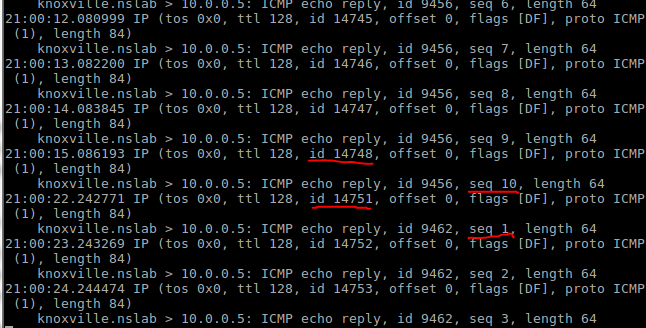 knoxville.nslab > 10.0.0.5: ICMP echo reply, id 9456, seq 6, length 64
21:00:12.080999 IP (tos 0x0, ttl 128, id 14745, offset 0, flags [DF], proto ICMP
(1), length 84)
knoxville.nslab > 10.0.0.5: ICMP echo reply, id 9456, seq 7, length 64
21:00:13.082200 IP (tos 0x0, ttl 128, id 14746, offset 0, flags [DF], proto ICMP
(1), length 84)
knoxville.nslab > 10.0.0.5: ICMP echo reply, id 9456, seq 8, length 64
21:00:14.083845 IP (tos 0x0, ttl 128, id 14747, offset 0, flags [DF], proto ICMP
(1), length 84)
knoxville.nslab > 10.0.0.5: ICMP echo reply, id 9456, seq 9, length 64
21:00:15.086193 IP (tos 0x0, ttl 128, id 14748, offset 0, flags [DF], proto ICMP
(1), length 84)
knoxville.nslab > 10.0.0.5: ICMP echo reply, id 9456, seq 10, length 64
21:00:22.242771 IP (tos 0x0, ttl 128, id 14751, offset 0, flags [DF], proto ICMP
(1), length 84)
knoxville.nslab > 10.0.0.5: ICMP echo reply, id 9462, seq 1, length 64
21:00:23.243269 IP (tos 0x0, ttl 128, id 14752, offset 0, flags [DF], proto ICMP
(1), length 84)
knoxville.nslab > 10.0.0.5: ICMP echo reply, id 9462, seq 2, length 64
21:00:24.244474 IP (tos 0x0, ttl 128, id 14753, offset 0, flags [DF], proto ICMP
(1), length 84)
knoxville.nslab > 10.0.0.5: ICMP echo reply, id 9462, seq 3, length 64